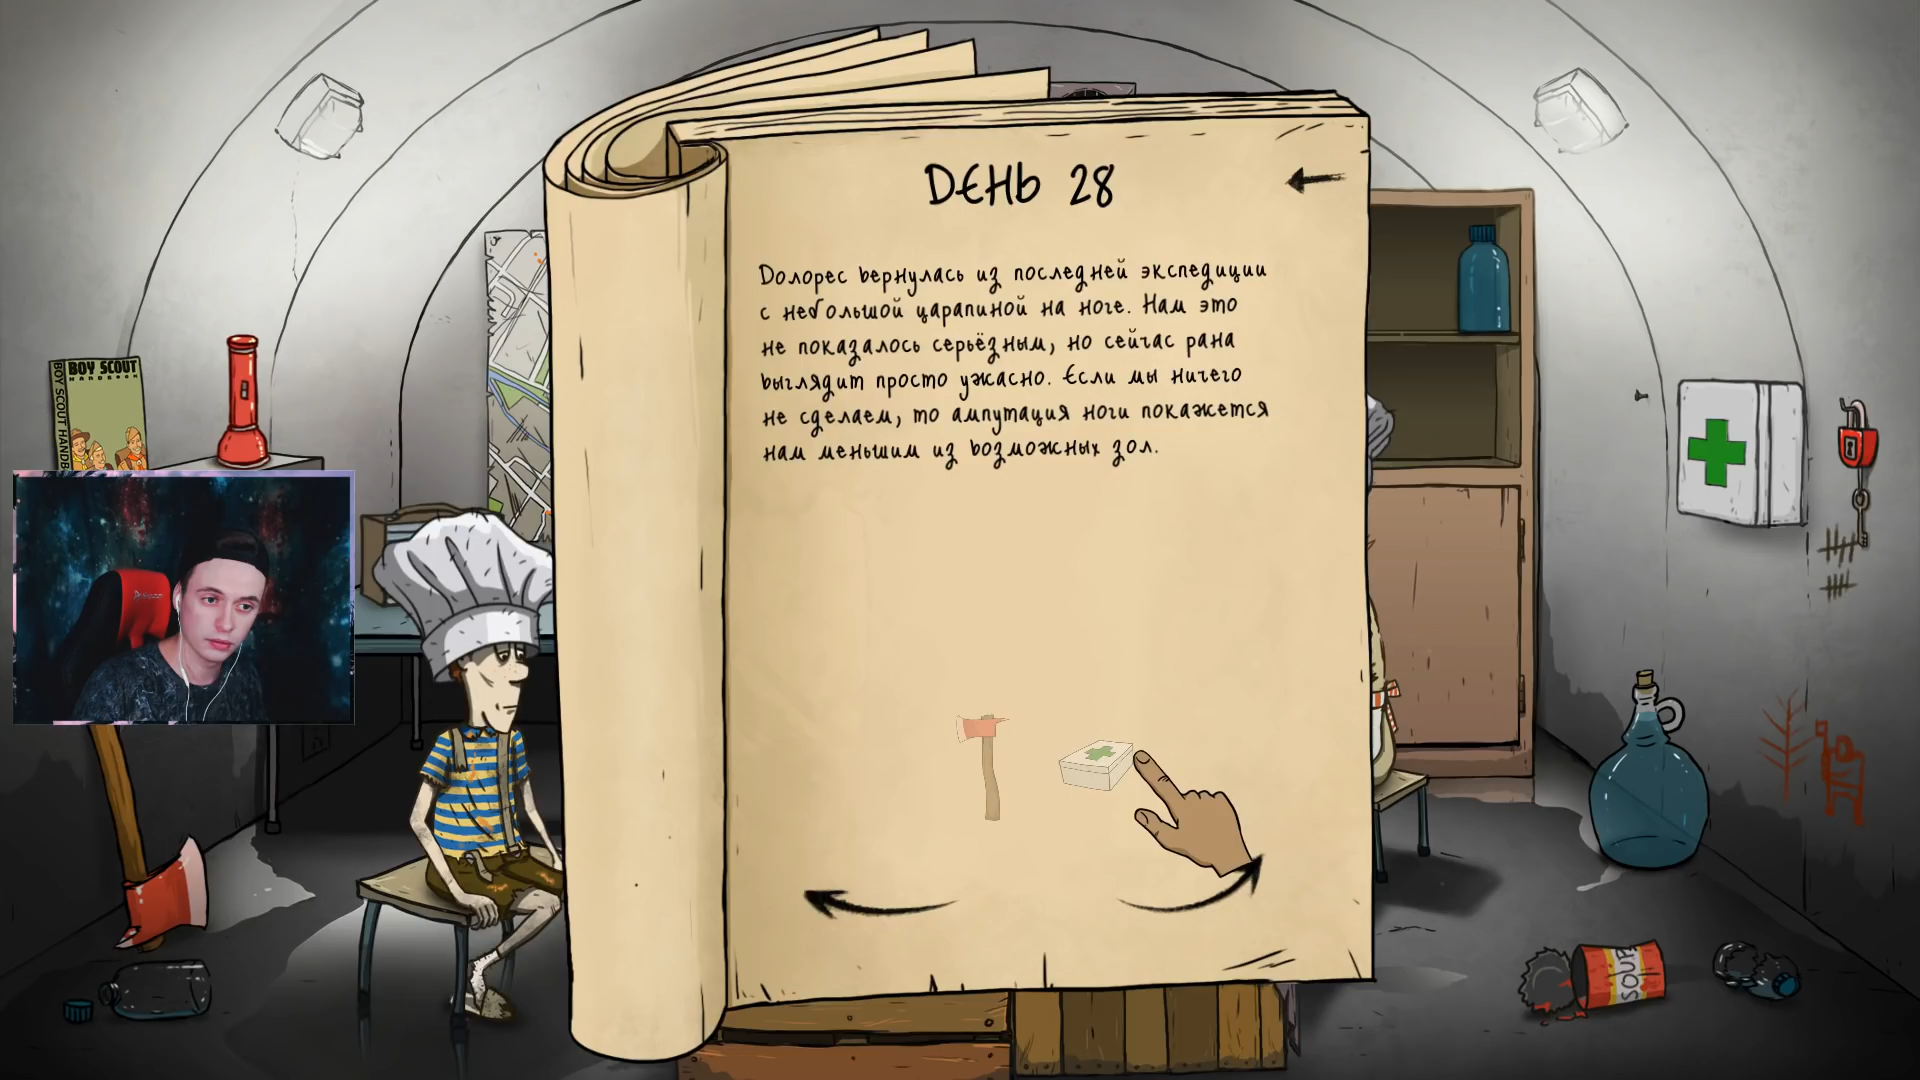 ДЕНЬ 28
Долорес вернулась из последней экспедиции
с небольшой царапиной на ноге. Нам это
не показалось серьёзным, но сейчас рана
выглядит просто ужасно. Если мы ничего
не сделаем, то ампутация ноги покажется
нам меньшим из возможных зол.
BOY SCOUT
HANDBOOK
BOY SCOUT HANDB
SOUP